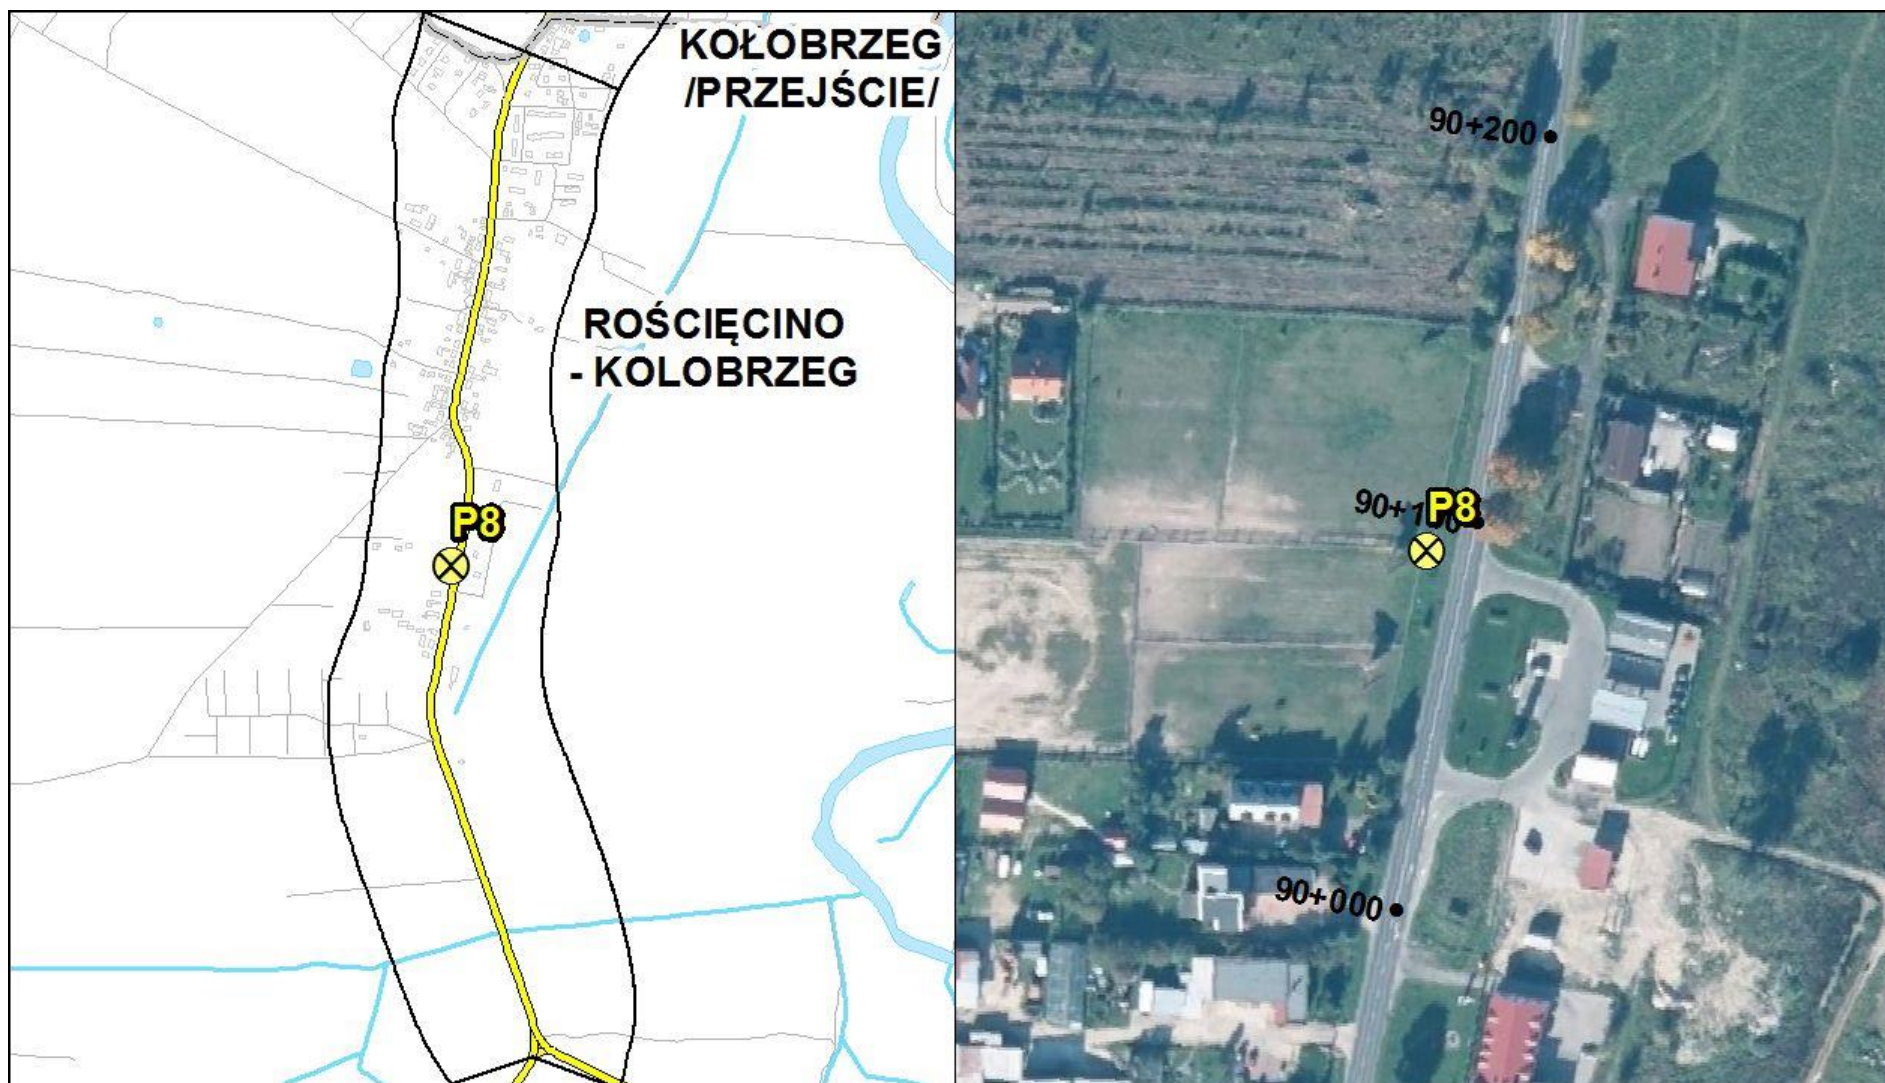 KOŁOBRZEG
/PRZEJŚCIE/
ROŚCIĘCINO
- KOLOBRZEG
P8
90+200
P8
90+000